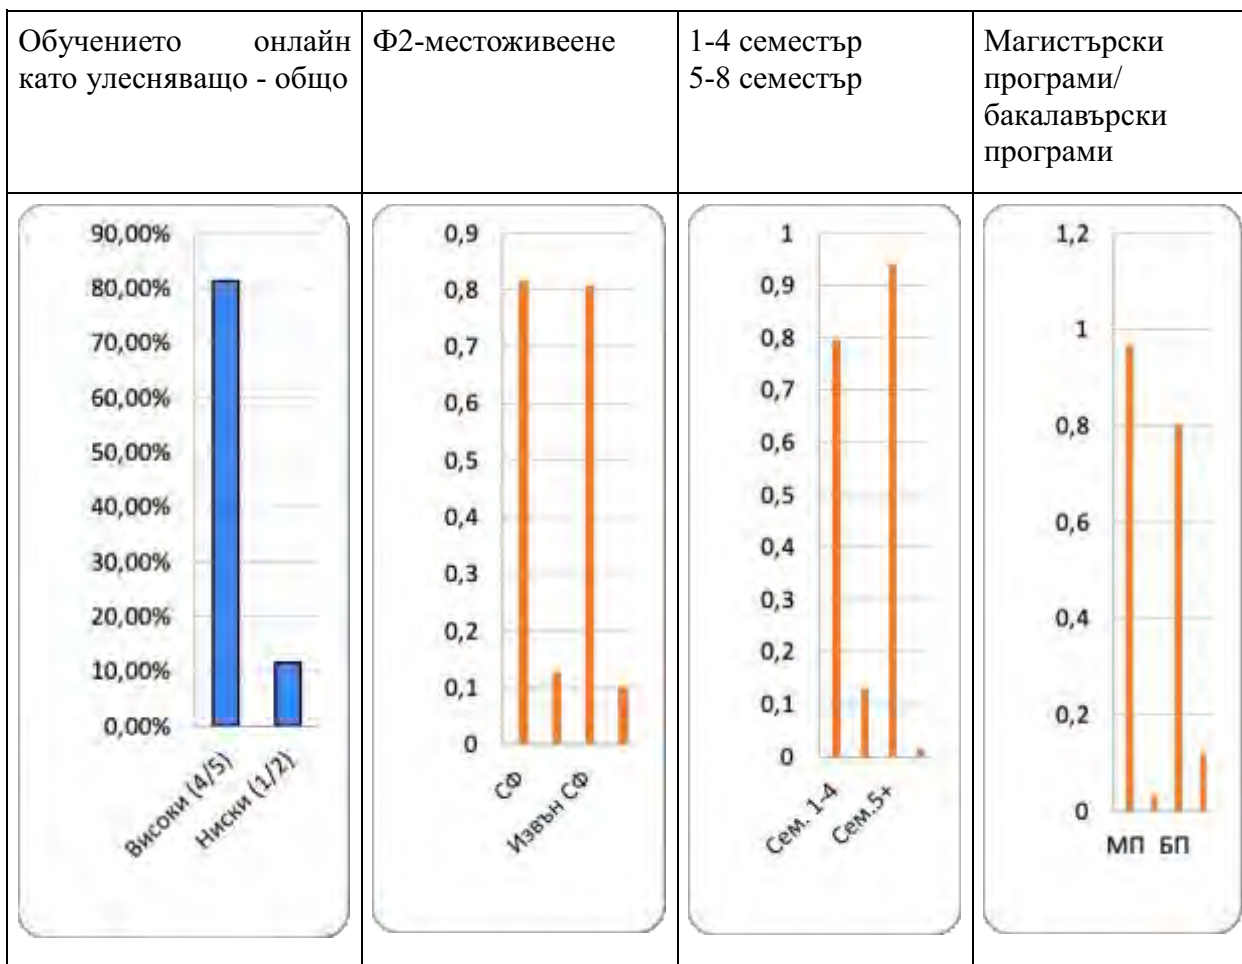 Обучението онлайн
като улесняващо - общо
Ф2-местоживеене
1-4 семестър
5-8 семестър
Магистърски
програми/
бакалавърски
програми
90,00%
80,00%
70,00%
60,00%
50,00%
40,00%
30,00%
20,00%
10,00%
0,00%
Високи (4/5)
Ниски (1/2)
0,9
0,8
0,7
0,6
0,5
0,4
0,3
0,2
0,1
0
СФ
Извън СФ
1
0,9
0,8
0,7
0,6
0,5
0,4
0,3
0,2
0,1
0
Сем. 1-4
Сем.5+
1,2
1
0,8
0,6
0,4
0,2
0
МП БП